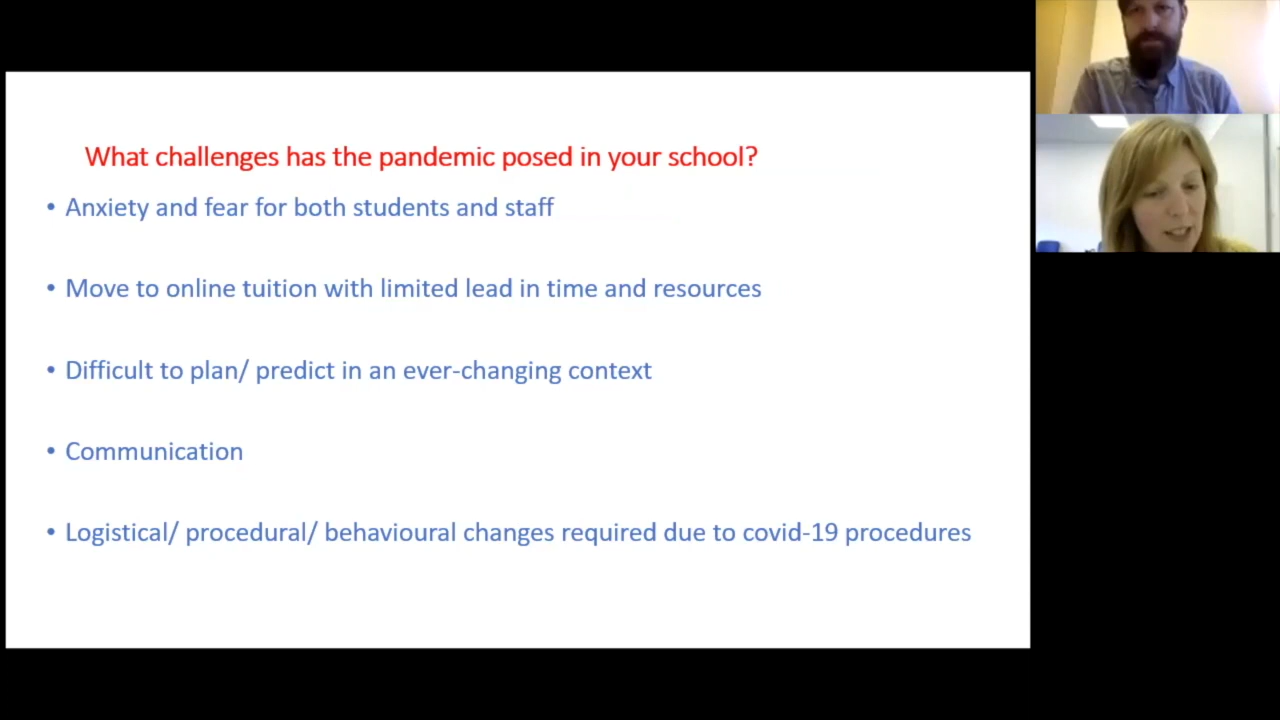 What challenges has the pandemic posed in your school?
• Anxiety and fear for both students and staff
• Move to online tuition with limited lead in time and resources
• Difficult to plan/ predict in an ever-changing context
• Communication
• Logistical/ procedural/ behavioural changes required due to covid-19 procedures